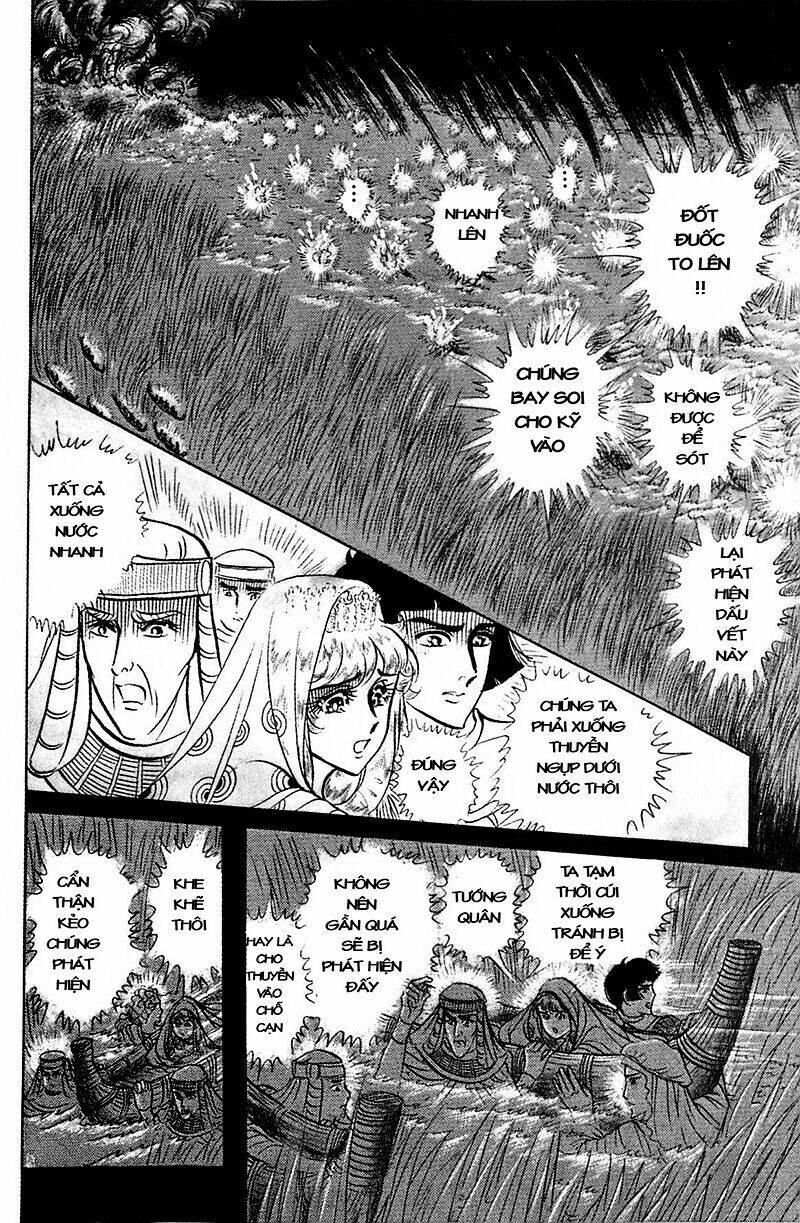 ĐỐT
ĐUỐC
TO LÊN
!!
NHANH
LÊN
...
...
KHÔNG
ĐƯỢC
ĐỂ
SÓT
CHÚNG
BAY SOI
CHO KỸ
VÀO
LẠI
PHÁT
HIỆN
DẤU
VẾT
NÀY
TẤT CẢ
XUỐNG
NƯỚC
NHANH
CHÚNG TA
PHẢI XUỐNG
THUYỀN
NGỤP DƯỚI
NƯỚC THÔI
ĐÚNG
VẬY
TA TẠM
THỜI CÚI
XUỐNG
TRÁNH BỊ
ĐỂ Ý
TƯỚNG
QUÂN
KHÔNG
NÊN
GẦN QUÁ
SẼ BỊ
PHÁT HIỆN
ĐẤY
HAY LÀ
CHO
THUYỀN
VÀO
CHỖ
CẠN
KHE
KHẼ
THÔI
CẨN
THẬN
KẺO
CHÚNG
PHÁT
HIỆN